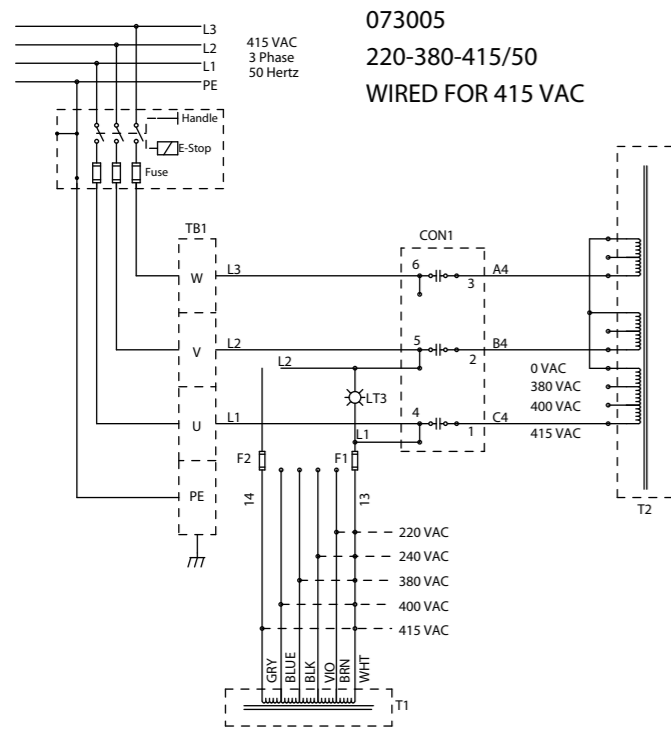 073005
220-380-415/50
WIRED FOR 415 VAC
L3
L2
L1
PE
415 VAC
3 Phase
50 Hertz
Handle
E-Stop
Fuse
TB1
CON1
W
L3
6
3
A4
V
L2
5
2
B4
L2
0 VAC
380 VAC
400 VAC
415 VAC
LT3
U
L1
4
1
C4
L1
F2
F1
PE
14
13
T2
220 VAC
240 VAC
380 VAC
400 VAC
415 VAC
GRY
BLUE
BLK
VIO
BRN
WHT
T1